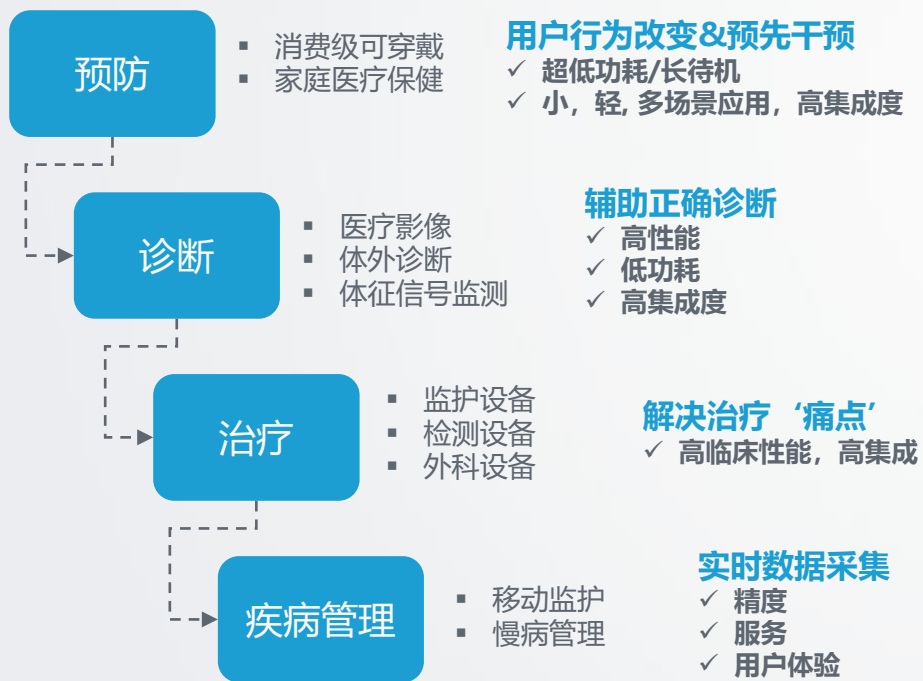 预防
▪ 消费级可穿戴
▪ 家庭医疗保健
用户行为改变&预先干预
✓ 超低功耗/长待机
✓ 小，轻, 多场景应用，高集成度
诊断
▪ 医疗影像
▪ 体外诊断
▪ 体征信号监测
辅助正确诊断
✓ 高性能
✓ 低功耗
✓ 高集成度
治疗
▪ 监护设备
▪ 检测设备
▪ 外科设备
解决治疗 ‘痛点’
✓ 高临床性能，高集成
疾病管理
▪ 移动监护
▪ 慢病管理
实时数据采集
✓ 精度
✓ 服务
✓ 用户体验